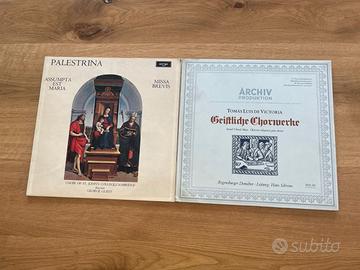 PALESTRINA
ASSUMPTA
EST
MARIA
MISSA
BREVIS
CHOIR OF ST. JOHN'S COLLEGE, CAMBRIDGE
GEORGE GUEST
ARCHIV
PRODUKTION
TOMÁS LUIS DE VICTORIA
Geistliche Chorwerke
Regensburger Domchor · Leitung: Hans Schrems
subito